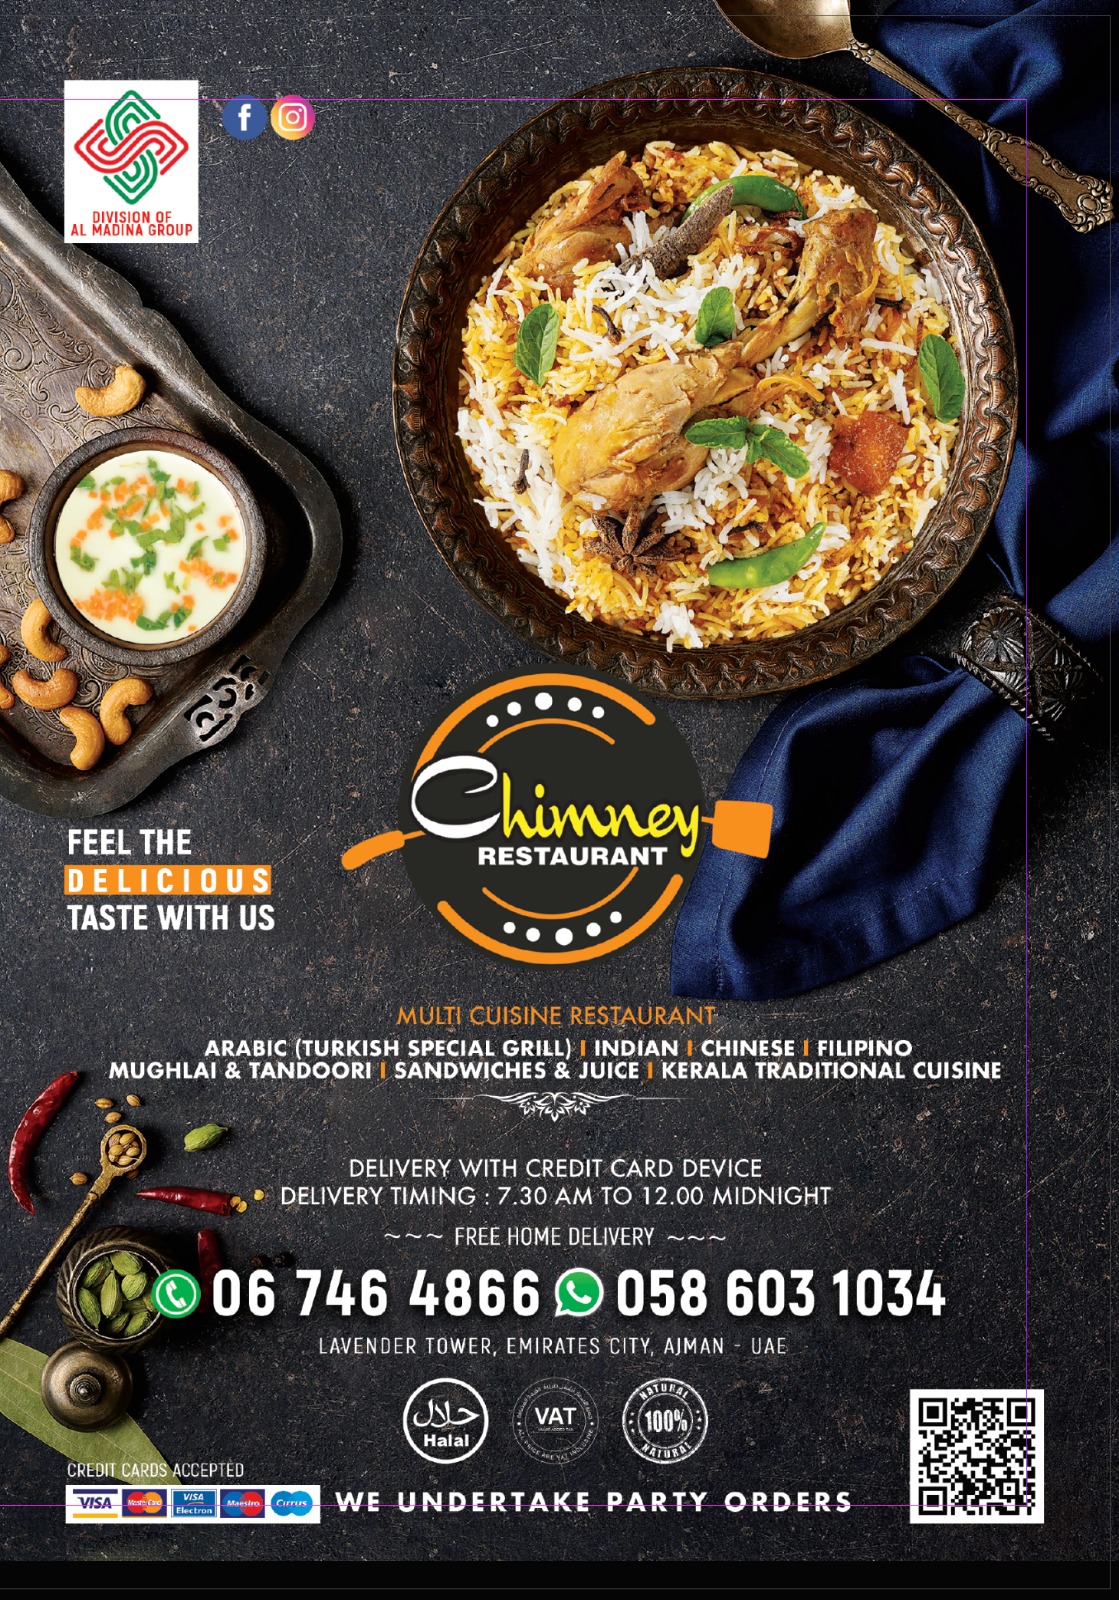 DIVISION OF
AL MADINA GROUP
Chimney
RESTAURANT
FEEL THE
DELICIOUS
TASTE WITH US
MULTI CUISINE RESTAURANT
ARABIC (TURKISH SPECIAL GRILL) | INDIAN | CHINESE | FILIPINO
MUGHLAI & TANDOORI | SANDWICHES & JUICE | KERALA TRADITIONAL CUISINE
DELIVERY WITH CREDIT CARD DEVICE
DELIVERY TIMING : 7.30 AM TO 12.00 MIDNIGHT
~~~ FREE HOME DELIVERY ~~~
06 746 4866 058 603 1034
LAVENDER TOWER, EMIRATES CITY, AJMAN - UAE
حلال
Halal
VAT
NATURAL
100%
NATURAL
CREDIT CARDS ACCEPTED
VISA MasterCard VISA Electron Maestro Cirrus
WE UNDERTAKE PARTY ORDERS